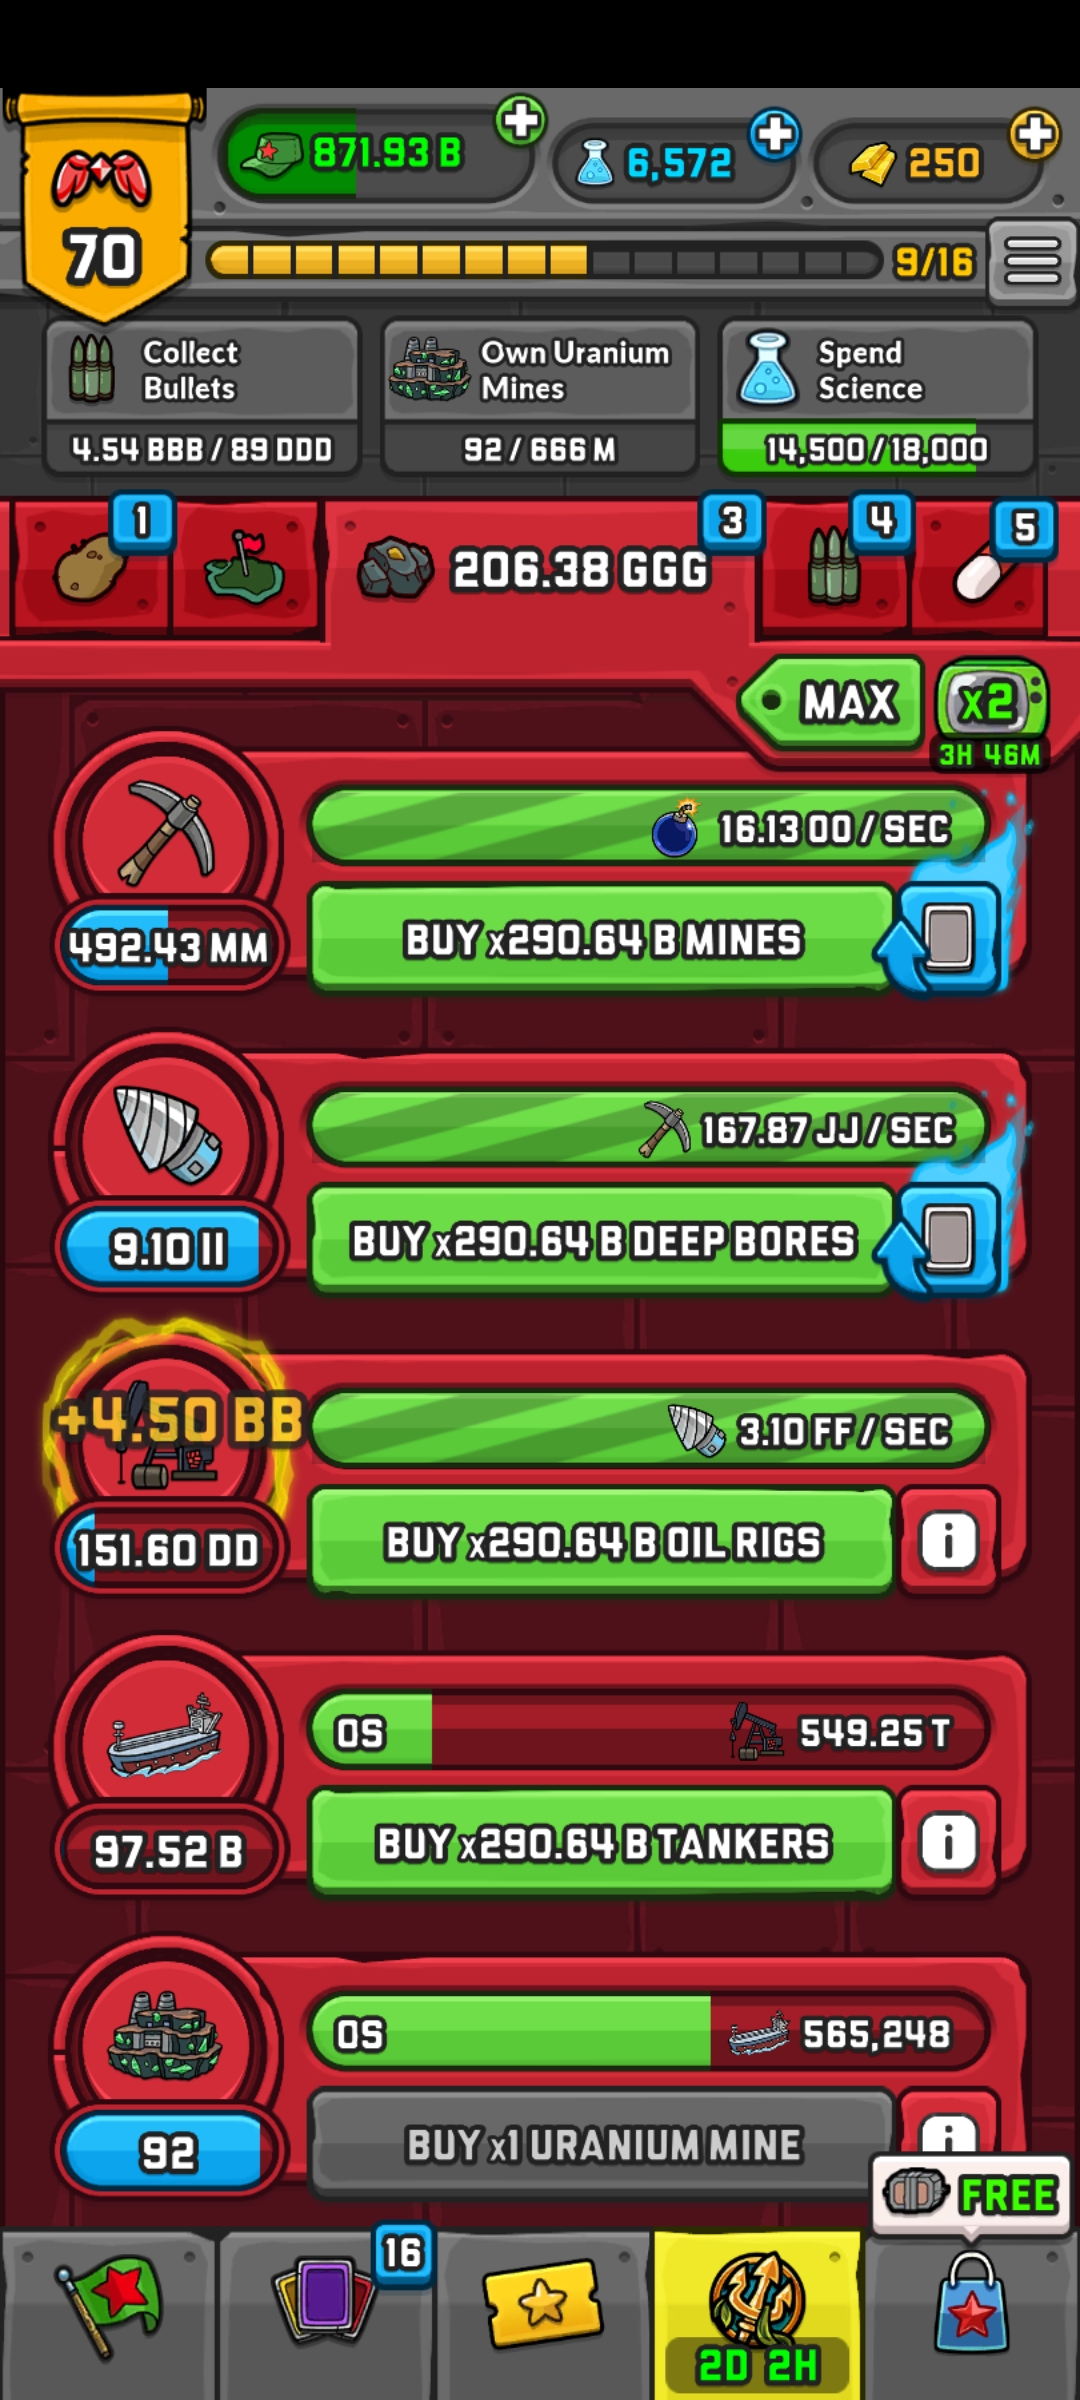 871.93 B
6,572
250
70
9/16
Collect
Bullets
4.54 BBB / 89 DDD
Own Uranium
Mines
92 / 666 M
Spend
Science
14,500/18,000
1
206.38 GGG
3
4
5
MAX
x2
3H 46M
16.13 OO / SEC
492.43 MM
BUY x290.64 B MINES
167.87 JJ / SEC
9.10 II
BUY x290.64 B DEEP BORES
+4.50 BB
3.10 FF / SEC
151.60 DD
BUY x290.64 B OIL RIGS
i
0S
549.25 T
97.52 B
BUY x290.64 B TANKERS
i
0S
565,248
92
BUY x1 URANIUM MINE
i
FREE
16
2D 2H